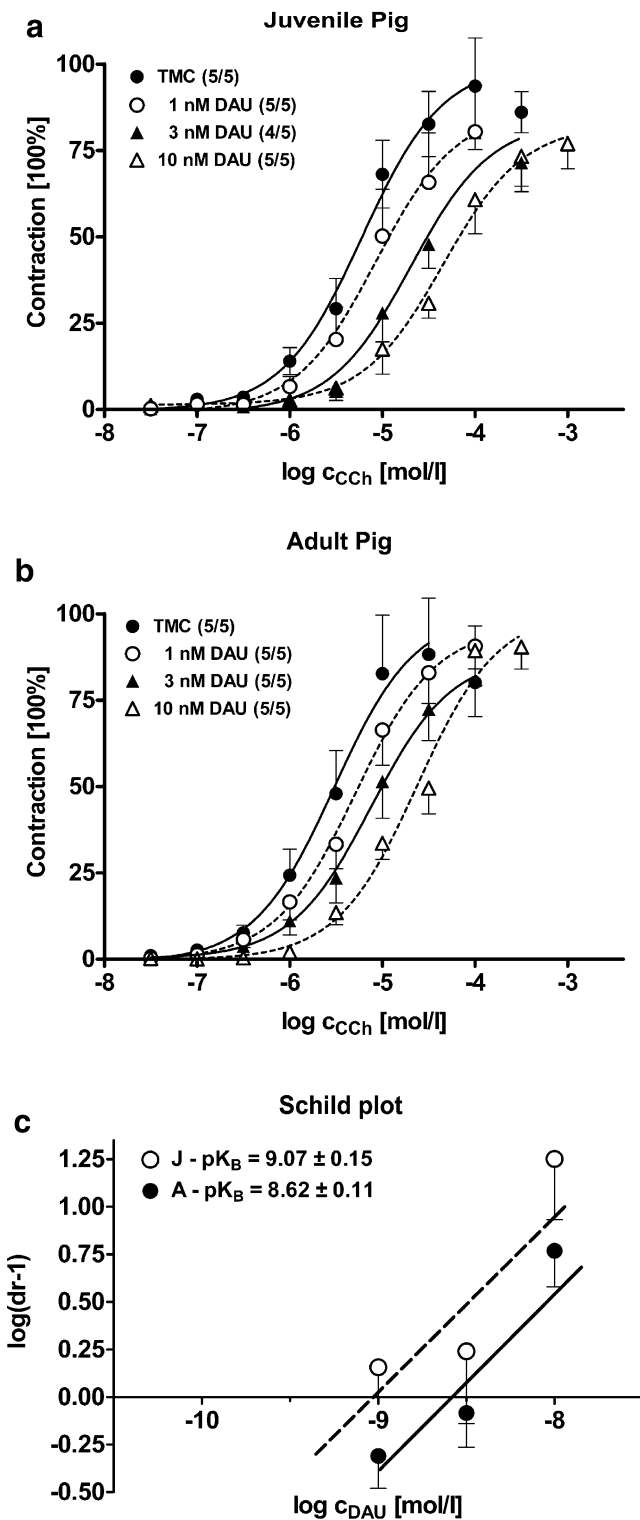 a
Juvenile Pig
Contraction [100%]
100
75
50
25
0
TMC (5/5)
1 nM DAU (5/5)
3 nM DAU (4/5)
10 nM DAU (5/5)
-8 -7 -6 -5 -4 -3
log cCCh [mol/l]
b
Adult Pig
Contraction [100%]
100
75
50
25
0
TMC (5/5)
1 nM DAU (5/5)
3 nM DAU (5/5)
10 nM DAU (5/5)
-8 -7 -6 -5 -4 -3
log cCCh [mol/l]
c
Schild plot
log(dr-1)
1.25
1.00
0.75
0.50
0.25
0.00
-0.25
-0.50
J - pKB = 9.07 ± 0.15
A - pKB = 8.62 ± 0.11
-10 -9 -8
log cDAU [mol/l]